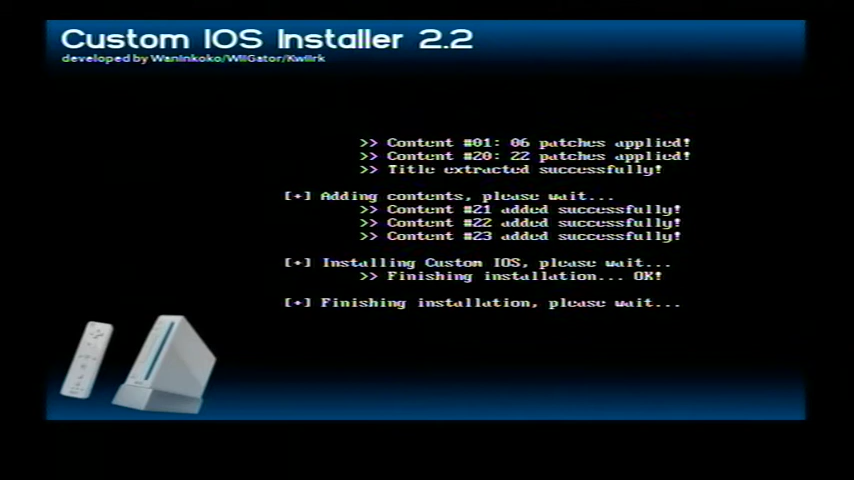 Custom IOS Installer 2.2
developed by Waninkoko/WiiGator/Kwiirk
>> Content #01: 06 patches applied!
>> Content #20: 22 patches applied!
>> Title extracted successfully!
[+] Adding contents, please wait...
>> Content #21 added successfully!
>> Content #22 added successfully!
>> Content #23 added successfully!
[+] Installing Custom IOS, please wait...
>> Finishing installation... OK!
[+] Finishing installation, please wait...